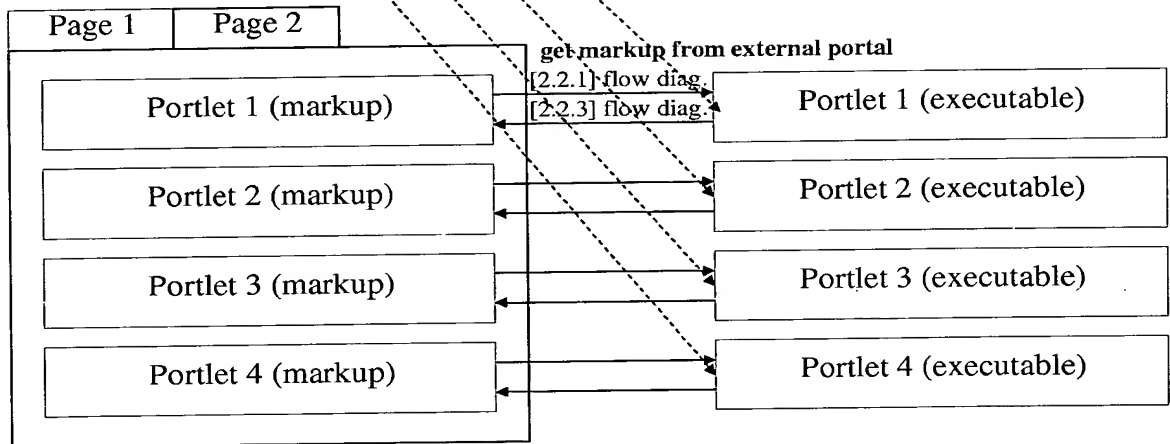 Page 1
Page 2
get markup from external portal
[2.2.1] flow diag.
[2.2.3] flow diag.
Portlet 1 (markup)
Portlet 1 (executable)
Portlet 2 (markup)
Portlet 2 (executable)
Portlet 3 (markup)
Portlet 3 (executable)
Portlet 4 (markup)
Portlet 4 (executable)